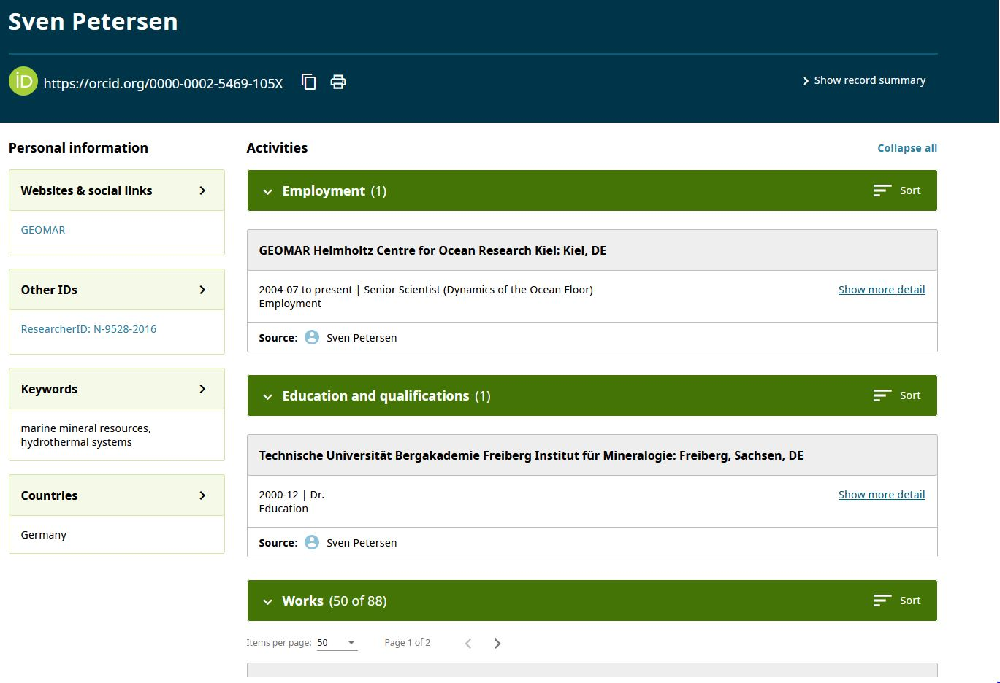 Sven Petersen
iD https://orcid.org/0000-0002-5469-105X
Show record summary
Personal information
Websites & social links
GEOMAR
Other IDs
ResearcherID: N-9528-2016
Keywords
marine mineral resources,
hydrothermal systems
Countries
Germany
Activities
Collapse all
Employment (1)
Sort
GEOMAR Helmholtz Centre for Ocean Research Kiel: Kiel, DE
2004-07 to present | Senior Scientist (Dynamics of the Ocean Floor)
Show more detail
Employment
Source: Sven Petersen
Education and qualifications (1)
Sort
Technische Universität Bergakademie Freiberg Institut für Mineralogie: Freiberg, Sachsen, DE
2000-12 | Dr.
Show more detail
Education
Source: Sven Petersen
Works (50 of 88)
Sort
Items per page: 50
Page 1 of 2